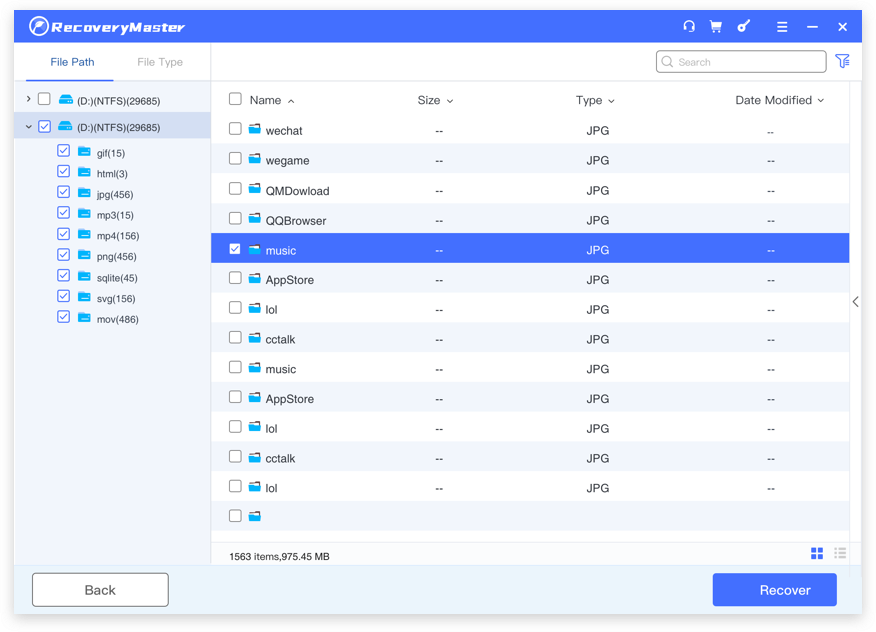 RecoveryMaster
File Path File Type
Search
(D:)(NTFS)(29685)
(D:)(NTFS)(29685)
gif(15)
html(3)
jpg(456)
mp3(15)
mp4(156)
png(456)
sqlite(45)
svg(156)
mov(486)
Name Size Type Date Modified
wechat -- JPG --
wegame -- JPG --
QMDowload -- JPG --
QQBrowser -- JPG --
music -- JPG --
AppStore -- JPG --
lol -- JPG --
cctalk -- JPG --
music -- JPG --
AppStore -- JPG --
lol -- JPG --
cctalk -- JPG --
lol -- JPG --
1563 items,975.45 MB
Back Recover